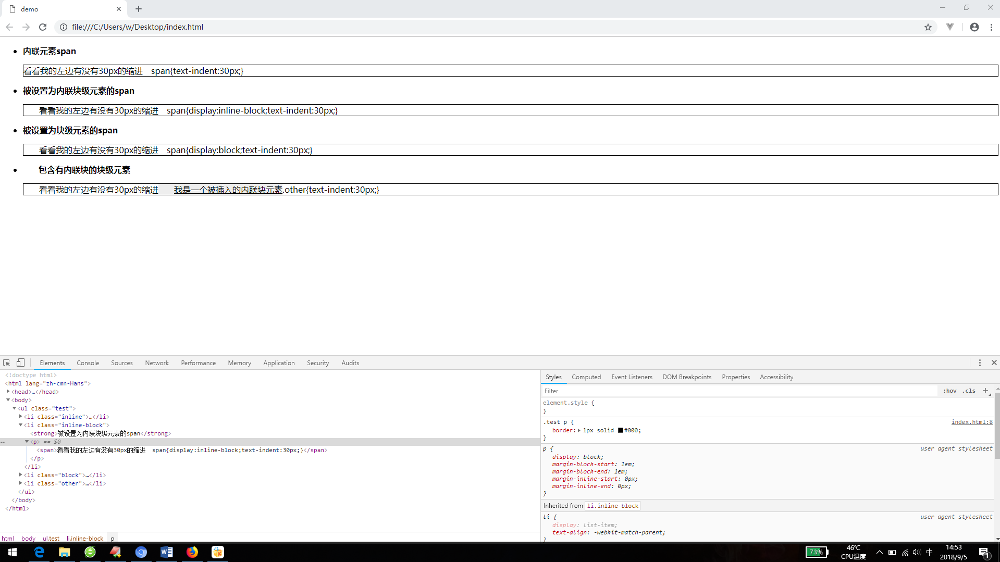 demo
file:///C:/Users/w/Desktop/index.html
内联元素span
看看我的左边有没有30px的缩进　span{text-indent:30px;}
被设置为内联块级元素的span
看看我的左边有没有30px的缩进　span{display:inline-block;text-indent:30px;}
被设置为块级元素的span
看看我的左边有没有30px的缩进　span{display:block;text-indent:30px;}
包含有内联块的块级元素
看看我的左边有没有30px的缩进　我是一个被插入的内联块元素.other{text-indent:30px;}
Elements Console Sources Network Performance Memory Application Security Audits
<!doctype html>
<html lang="zh-cmn-Hans">
<head>…</head>
<body>
<ul class="test">
<li class="inline">…</li>
<li class="inline-block">
<strong>被设置为内联块级元素的span</strong>
… <p> == $0
<span>看看我的左边有没有30px的缩进　span{display:inline-block;text-indent:30px;}</span>
</p>
</li>
<li class="block">…</li>
<li class="other">…</li>
</ul>
</body>
</html>
html body ul.test li.inline-block p
Styles Computed Event Listeners DOM Breakpoints Properties Accessibility
Filter :hov .cls +
element.style {
}
.test p { index.html:8
border: 1px solid #000;
}
p { user agent stylesheet
display: block;
margin-block-start: 1em;
margin-block-end: 1em;
margin-inline-start: 0px;
margin-inline-end: 0px;
}
Inherited from li.inline-block
li { user agent stylesheet
display: list-item;
text-align: -webkit-match-parent;
}
73% 46℃ 中 14:53 1
CPU温度 2018/9/5